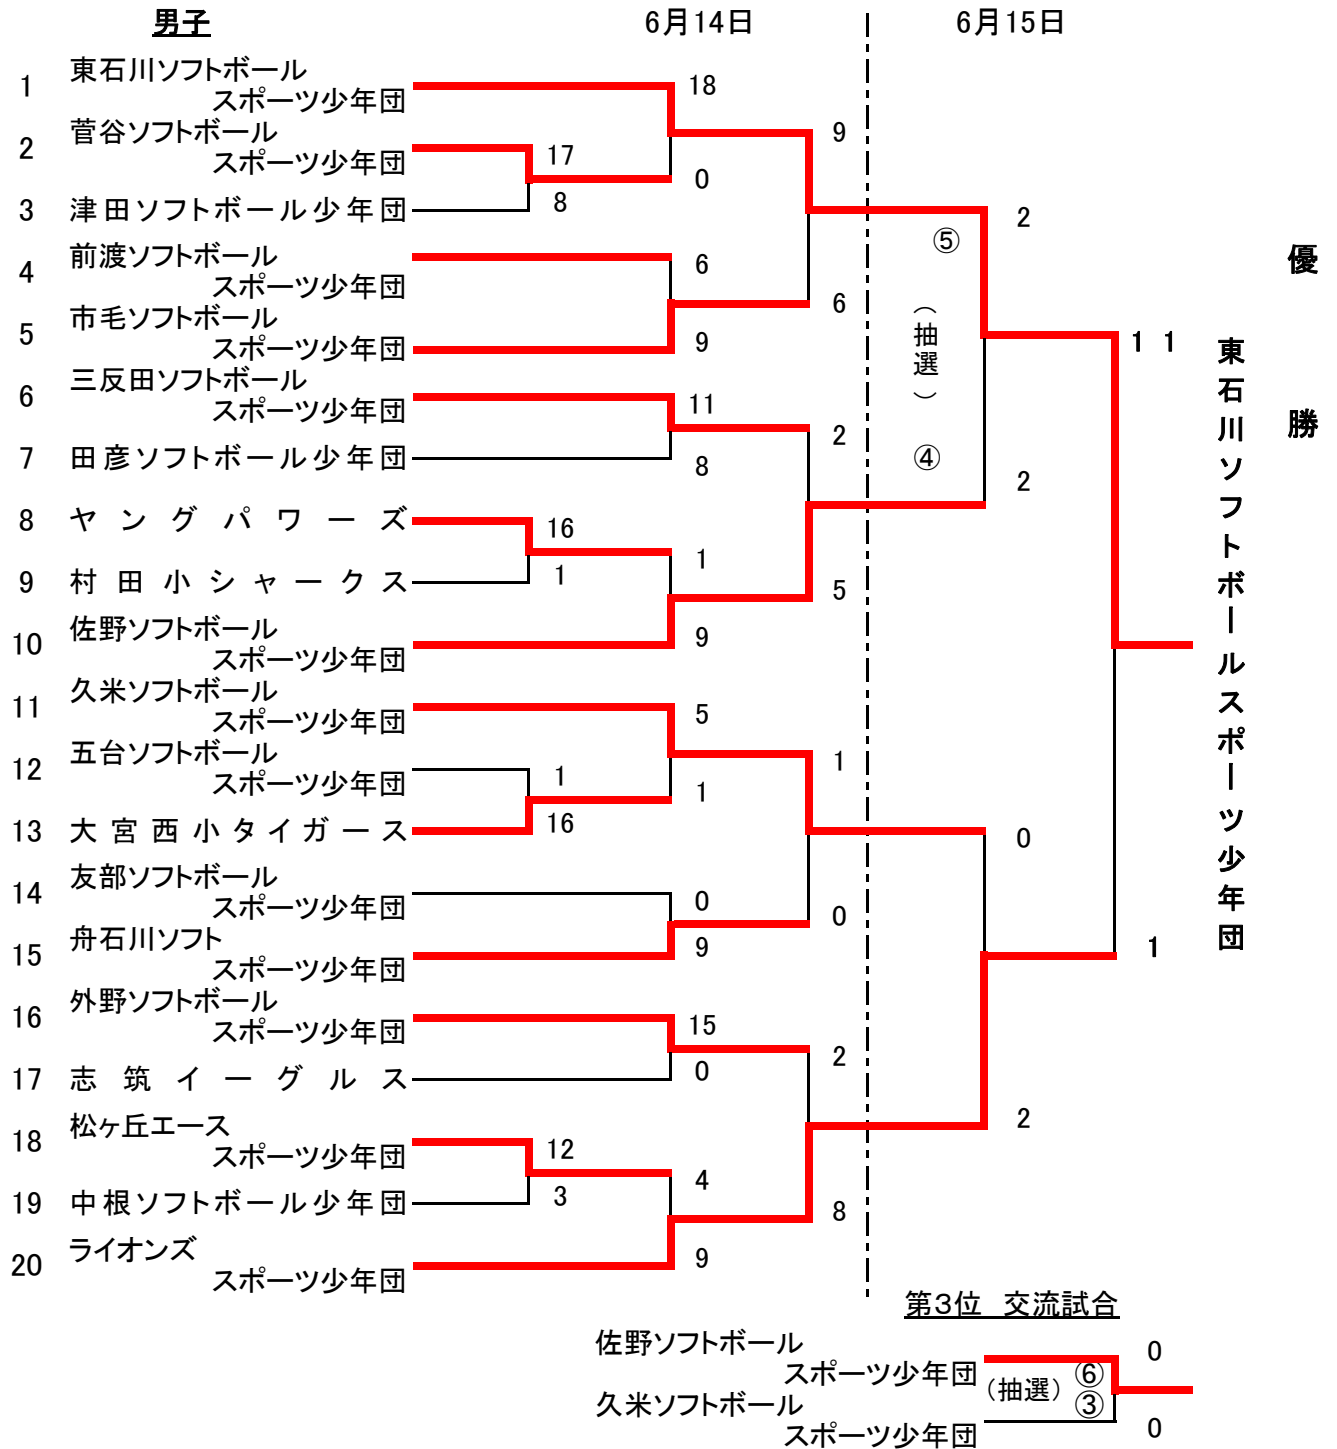 男子
6月14日
6月15日
1 東石川ソフトボール
スポーツ少年団
2 菅谷ソフトボール
スポーツ少年団
3 津田ソフトボール少年団
4 前渡ソフトボール
スポーツ少年団
5 市毛ソフトボール
スポーツ少年団
6 三反田ソフトボール
スポーツ少年団
7 田彦ソフトボール少年団
8 ヤングパワーズ
9 村田小シャークス
10 佐野ソフトボール
スポーツ少年団
11 久米ソフトボール
スポーツ少年団
12 五台ソフトボール
スポーツ少年団
13 大宮西小タイガース
14 友部ソフトボール
スポーツ少年団
15 舟石川ソフト
スポーツ少年団
16 外野ソフトボール
スポーツ少年団
17 志筑イーグルス
18 松ヶ丘エース
スポーツ少年団
19 中根ソフトボール少年団
20 ライオンズ
スポーツ少年団
17
8
16
1
1
16
12
3
18
0
6
9
11
8
1
9
5
1
0
9
15
0
4
9
9
6
2
5
1
0
2
8
2
⑤
（抽選）
④
2
0
2
11
1
優勝
東石川ソフトボールスポーツ少年団
第3位 交流試合
佐野ソフトボール
スポーツ少年団
久米ソフトボール
スポーツ少年団
（抽選）
⑥
③
0
0